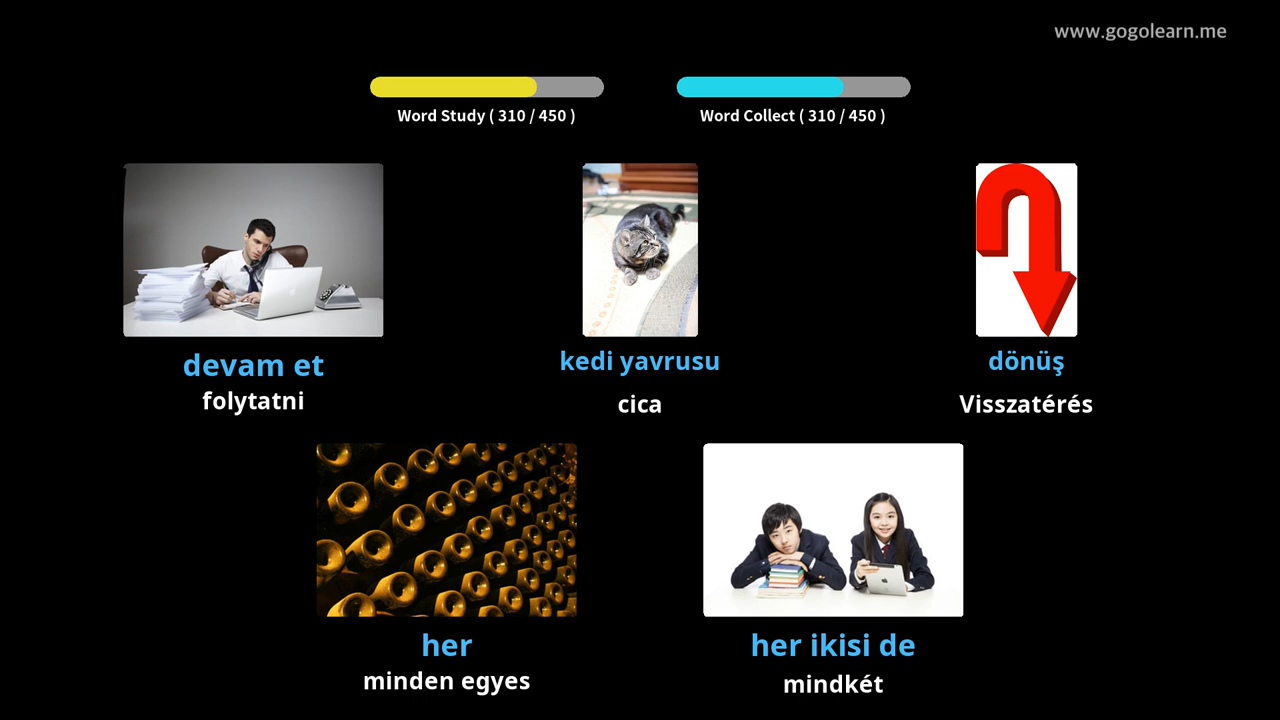 www.gogolearn.me
Word Study ( 310 / 450 )
Word Collect ( 310 / 450 )
devam et
folytatni
kedi yavrusu
cica
dönüş
Visszatérés
her
minden egyes
her ikisi de
mindkét